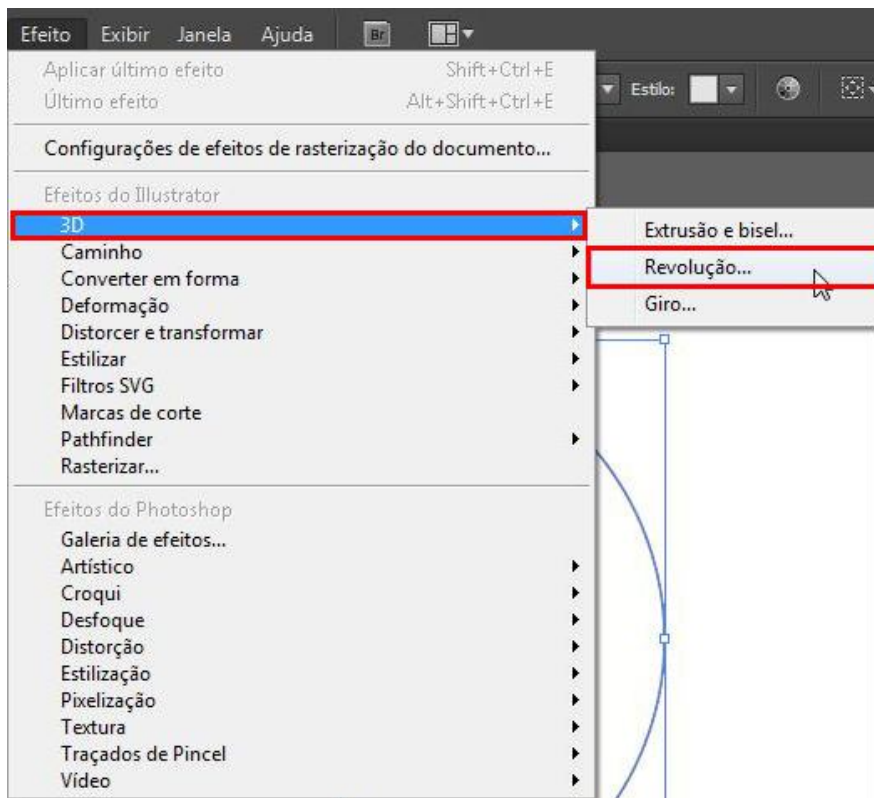 Efeito Exibir Janela Ajuda Br
Aplicar último efeito Shift+Ctrl+E
Último efeito Alt+Shift+Ctrl+E
Estilo:
Configurações de efeitos de rasterização do documento...
Efeitos do Illustrator
3D
Extrusão e bisel...
Caminho
Revolução...
Converter em forma
Deformação
Giro...
Distorcer e transformar
Estilizar
Filtros SVG
Marcas de corte
Pathfinder
Rasterizar...
Efeitos do Photoshop
Galeria de efeitos...
Artístico
Croqui
Desfoque
Distorção
Estilização
Pixelização
Textura
Traçados de Pincel
Vídeo